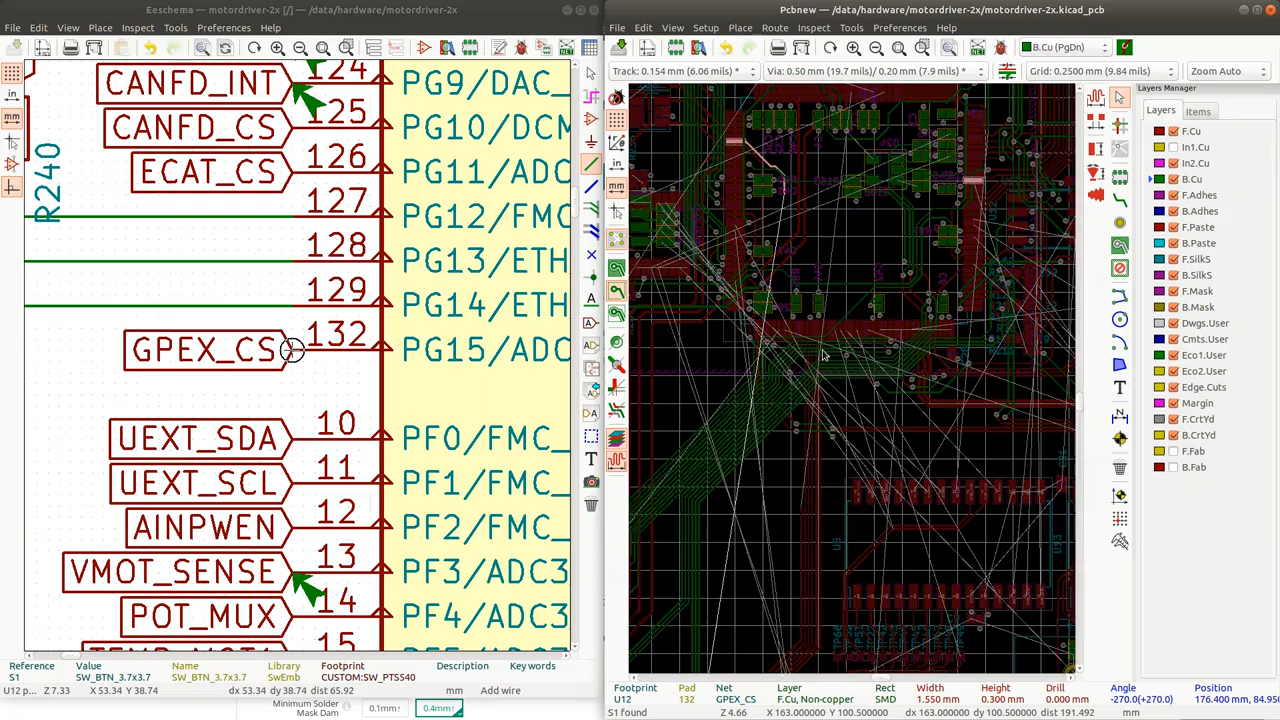 Eeschema — motordriver-2x [/] — /data/hardware/motordriver-2x
File Edit View Place Inspect Tools Preferences Help
in
mm
CANFD_INT 124 PG9/DAC_
CANFD_CS 125 PG10/DCM
ECAT_CS 126 PG11/ADC
R240
127 PG12/FMC
128 PG13/ETH
129 PG14/ETH
GPEX_CS 132 PG15/ADC
UEXT_SDA 10 PF0/FMC_
UEXT_SCL 11 PF1/FMC_
AINPWEN 12 PF2/FMC_
VMOT_SENSE 13 PF3/ADC3
POT_MUX 14 PF4/ADC3
15
Reference Value Name Library Footprint Description Key words
S1 SW_BTN_3.7x3.7 SW_BTN_3.7x3.7 SwEmb CUSTOM:SW_PTS540
U12 p... Z 7.33 X 53.34 Y 38.74 dx 53.34 dy 38.74 dist 65.92 mm Add wire
Minimum Solder
Mask Dam
0.1mm↑ 0.4mm↑
Pcbnew — /data/hardware/motordriver-2x/motordriver-2x.kicad_pcb
File Edit View Setup Place Route Inspect Tools Preferences Help
B.Cu (PgDn)
Track: 0.154 mm (6.06 mils) * Via: 0.50 mm (19.7 mils)/ 0.20 mm (7.9 mils) * Grid: 0.2500 mm (9.84 mils) Zoom Auto
in
mm
Layers Manager
Layers Items
F.Cu
In1.Cu
In2.Cu
B.Cu
F.Adhes
B.Adhes
F.Paste
B.Paste
F.SilkS
B.SilkS
F.Mask
B.Mask
Dwgs.User
Cmts.User
Eco1.User
Eco2.User
Edge.Cuts
Margin
F.CrtYd
B.CrtYd
F.Fab
B.Fab
Footprint Pad Net Layer Rect Width Height Drill Angle Position
U12 132 GPEX_CS F.Cu, Non-copper SMD 1.550 mm 0.300 mm 0.000 mm -270.0(+270.0) 176.400 mm, 84.95
S1 found Z 4.66 X 163.000000 Y 100.500000 dx 163.000000 dy 100.500000 dist 191.492 mm